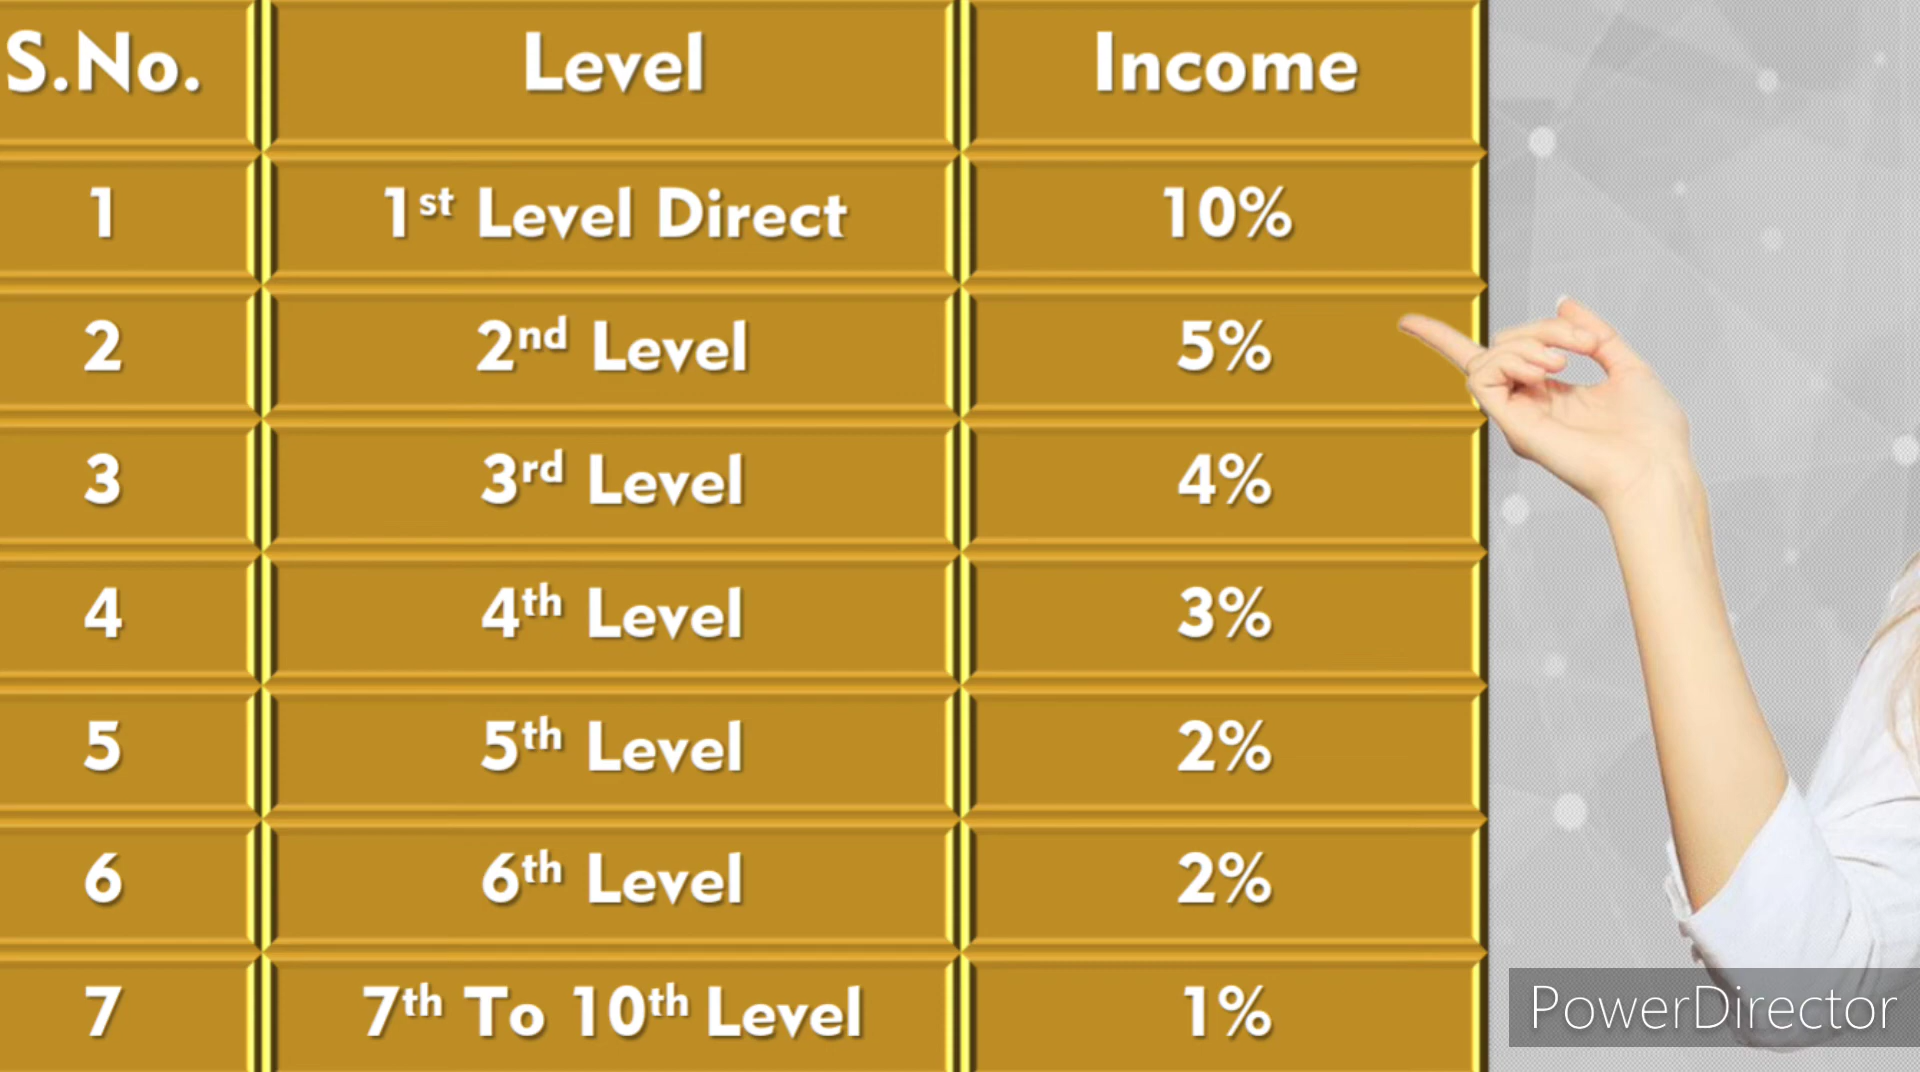 S.No. Level Income
1 1st Level Direct 10%
2 2nd Level 5%
3 3rd Level 4%
4 4th Level 3%
5 5th Level 2%
6 6th Level 2%
7 7th To 10th Level 1%
PowerDirector